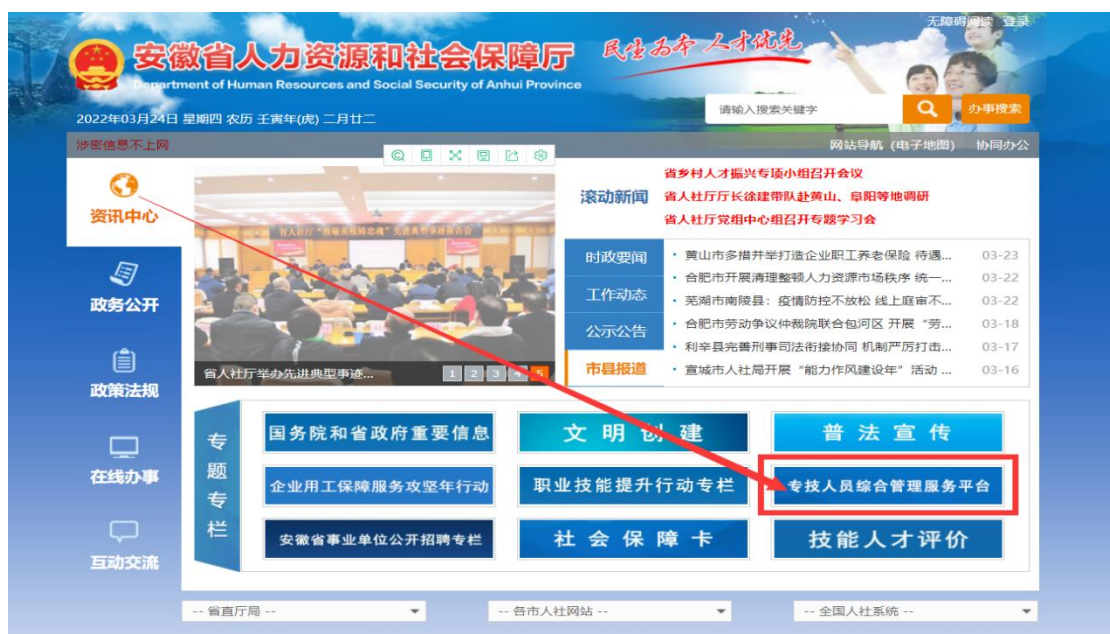 无障碍阅读 登录
安徽省人力资源和社会保障厅
民生为本 人才优先
Department of Human Resources and Social Security of Anhui Province
请输入搜索关键字
办事搜索
2022年03月24日 星期四 农历 壬寅年(虎) 二月廿二
涉密信息不上网
网站导航 (电子地图) 协同办公
资讯中心
政务公开
政策法规
在线办事
互动交流
省人社厅“致敬英模铸忠魂”先进典型事迹报告会
省人社厅举办先进典型事迹...
1 2 3 4 5
滚动新闻
省乡村人才振兴专项小组召开会议
省人社厅厅长徐建带队赴黄山、阜阳等地调研
省人社厅党组中心组召开专题学习会
时政要闻
工作动态
公示公告
市县报道
· 黄山市多措并举打造企业职工养老保险 待遇... 03-23
· 合肥市开展清理整顿人力资源市场秩序 统一... 03-22
· 芜湖市南陵县：疫情防控不放松 线上庭审不... 03-22
· 合肥市劳动争议仲裁院联合包河区 开展“劳... 03-18
· 利辛县完善刑事司法衔接协同 机制严厉打击... 03-17
· 宣城市人社局开展“能力作风建设年”活动 ... 03-16
专题专栏
国务院和省政府重要信息
文明创建
普法宣传
企业用工保障服务攻坚年行动
职业技能提升行动专栏
专技人员综合管理服务平台
安徽省事业单位公开招聘专栏
社会保障卡
技能人才评价
-- 省直厅局 --
-- 各市人社网站 --
-- 全国人社系统 --